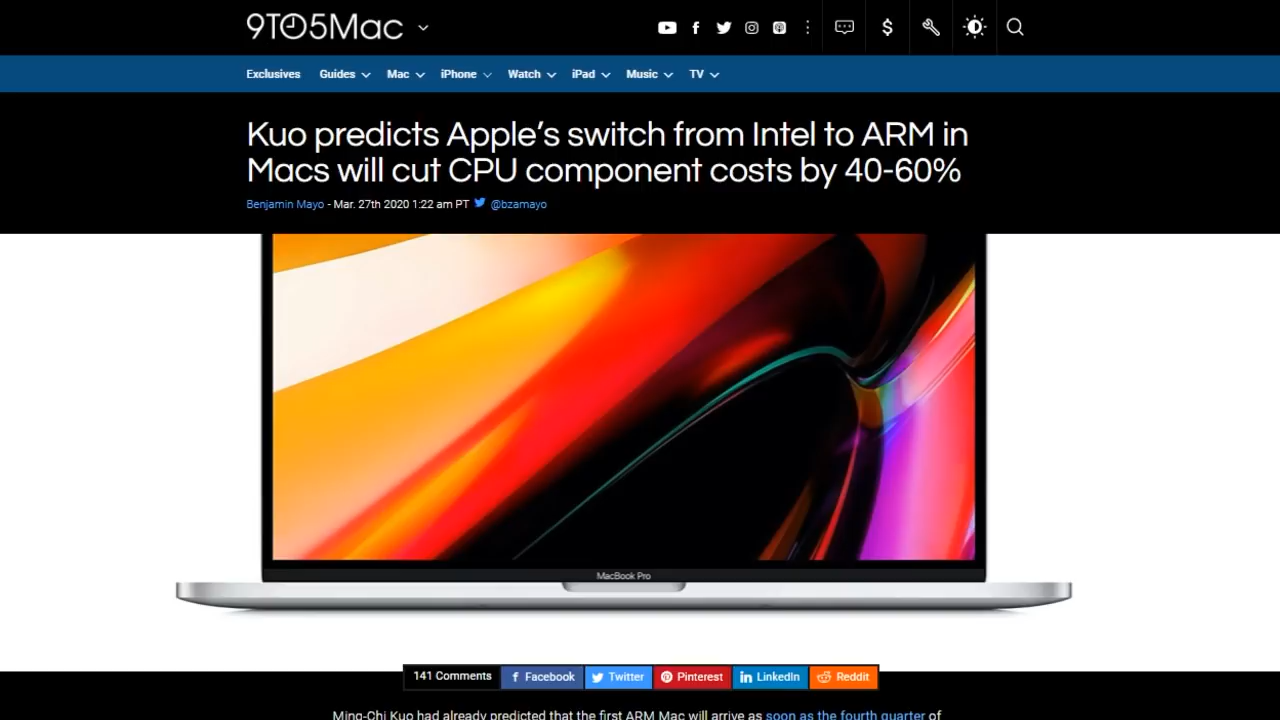 9TO5Mac
Exclusives Guides Mac iPhone Watch iPad Music TV
Kuo predicts Apple’s switch from Intel to ARM in
Macs will cut CPU component costs by 40-60%
Benjamin Mayo - Mar. 27th 2020 1:22 am PT @bzamayo
MacBook Pro
141 Comments Facebook Twitter Pinterest LinkedIn Reddit
Ming-Chi Kuo had already predicted that the first ARM Mac will arrive as soon as the fourth quarter of